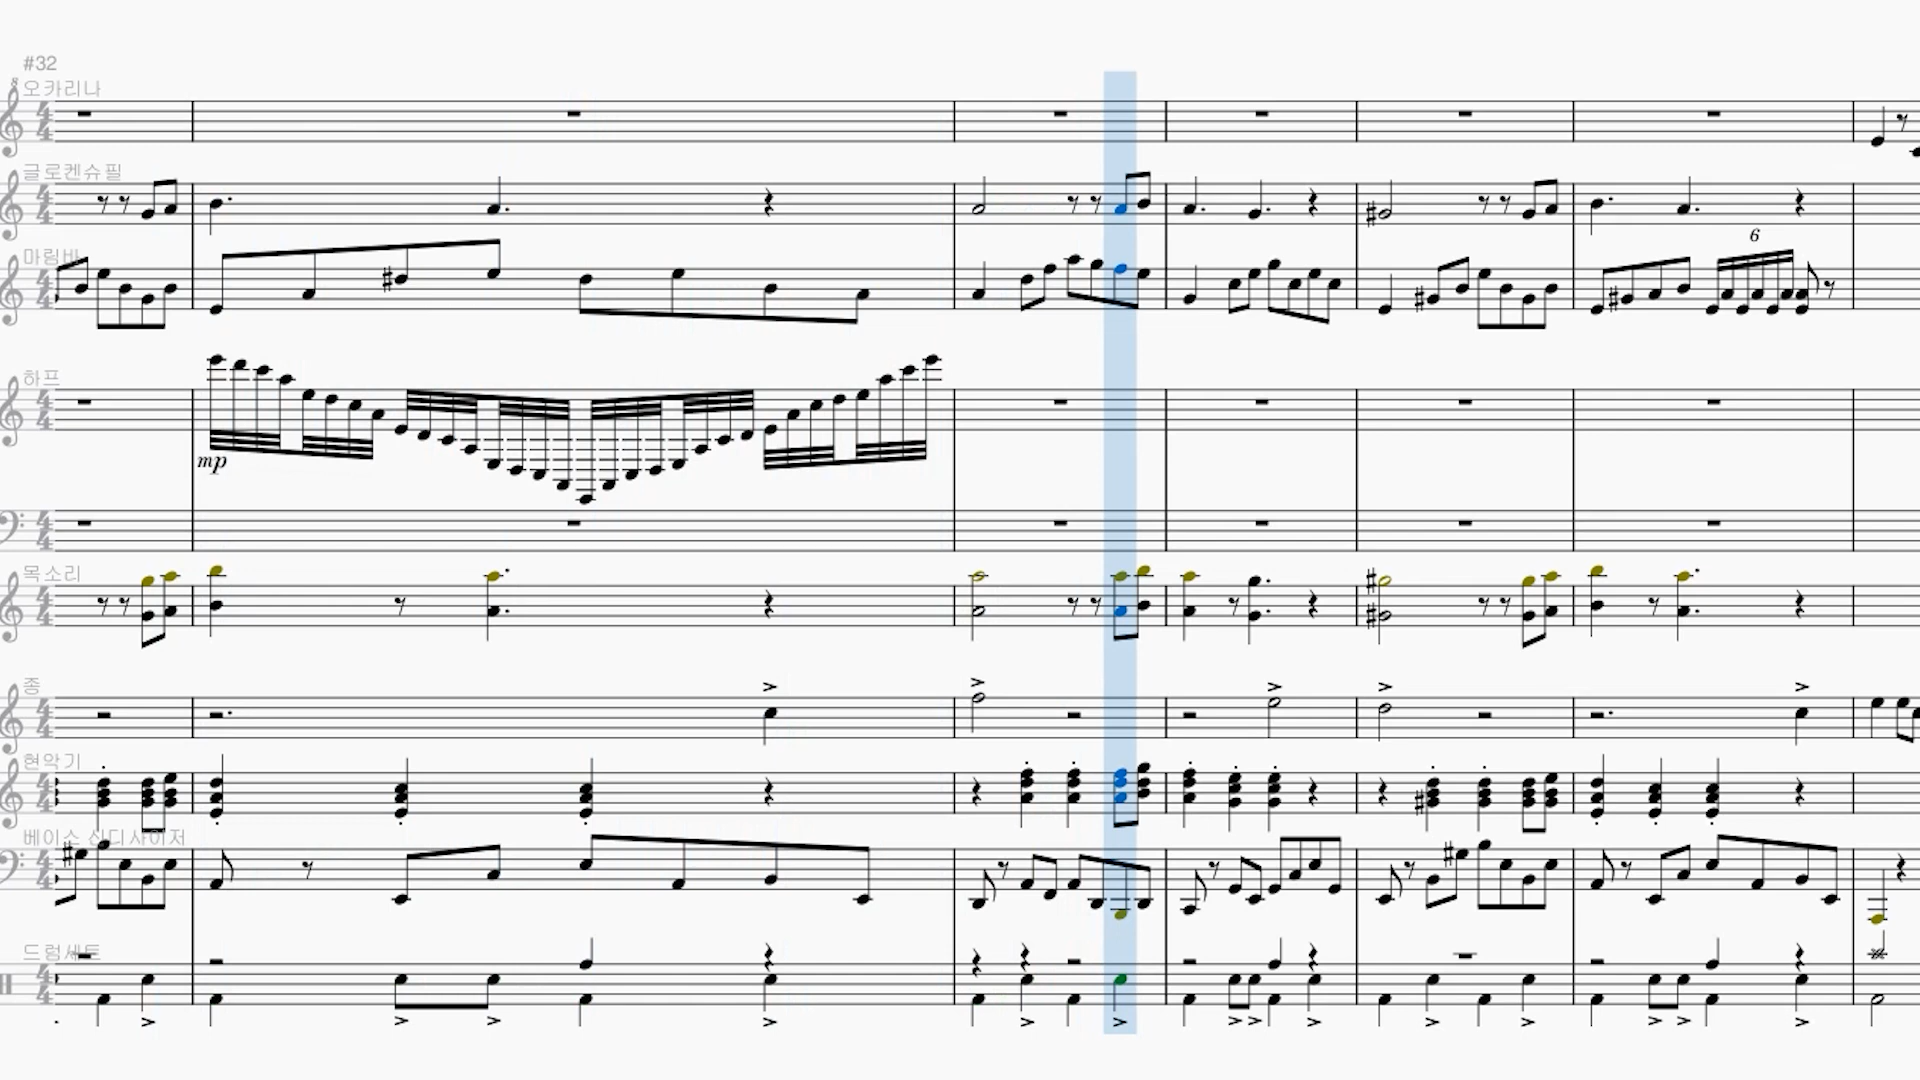 #32
오카리나
글로켄슈필
마림바
6
하프
mp
목소리
종
현악기
베이스 신디사이저
드럼세트